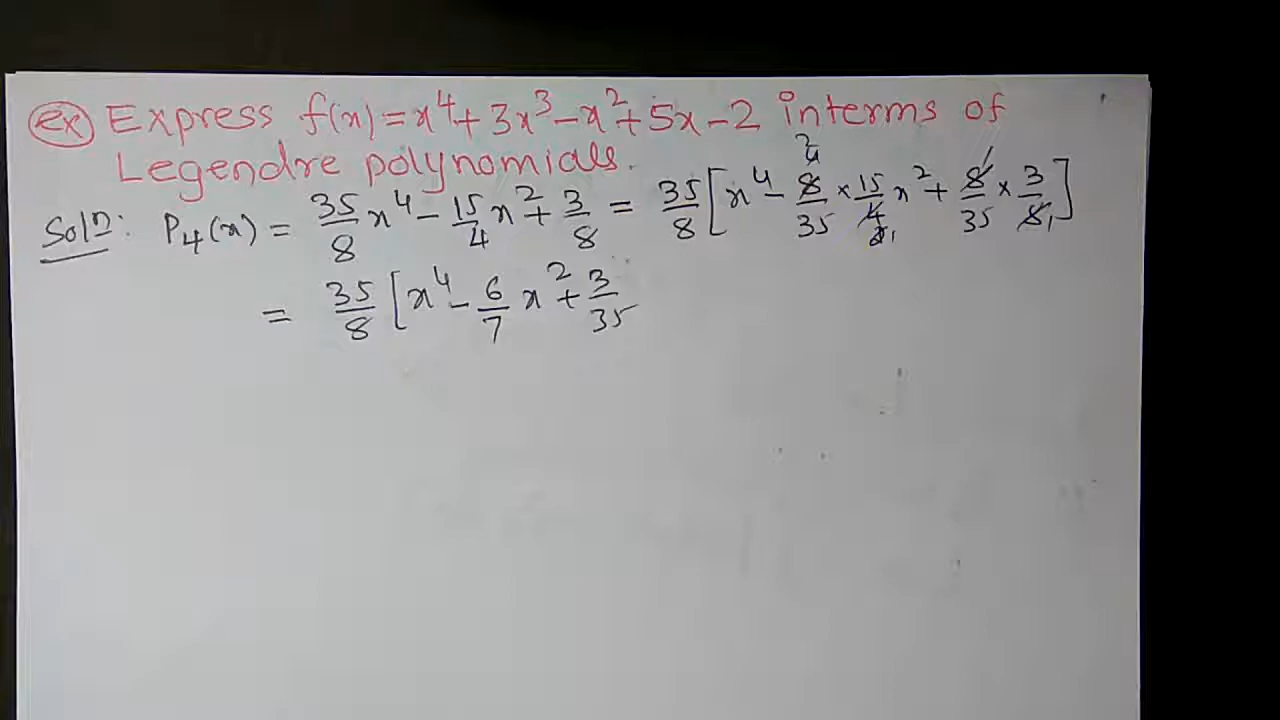 ex Express f(x) = x⁴ + 3x³ - x² + 5x - 2 interms of
Legendre polynomials.
Solⁿ: P₄(x) = 35/8 x⁴ - 15/4 x² + 3/8 = 35/8 [x⁴ - 8/35 × 15/4 x² + 8/35 × 3/8]
= 35/8 [x⁴ - 6/7 x² + 3/35